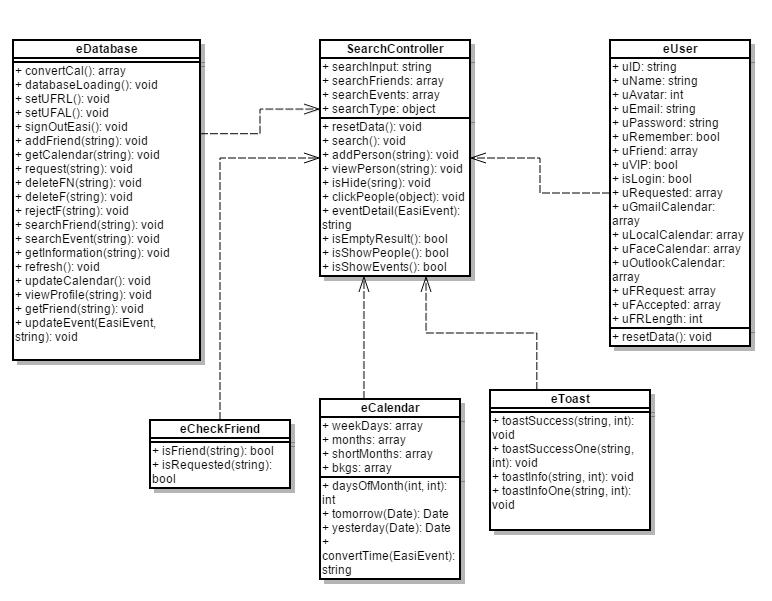 eDatabase
+ convertCal(): array
+ databaseLoading(): void
+ setUFRL(): void
+ setUFAL(): void
+ signOutEasi(): void
+ addFriend(string): void
+ getCalendar(string): void
+ request(string): void
+ deleteFN(string): void
+ deleteF(string): void
+ rejectF(string): void
+ searchFriend(string): void
+ searchEvent(string): void
+ getInformation(string): void
+ refresh(): void
+ updateCalendar(): void
+ viewProfile(string): void
+ getFriend(string): void
+ updateEvent(EasiEvent,
string): void
SearchController
+ searchInput: string
+ searchFriends: array
+ searchEvents: array
+ searchType: object
+ resetData(): void
+ search(): void
+ addPerson(string): void
+ viewPerson(string): void
+ isHide(sring): void
+ clickPeople(object): void
+ eventDetail(EasiEvent):
string
+ isEmptyResult(): bool
+ isShowPeople(): bool
+ isShowEvents(): bool
eUser
+ uID: string
+ uName: string
+ uAvatar: int
+ uEmail: string
+ uPassword: string
+ uRemember: bool
+ uFriend: array
+ uVIP: bool
+ isLogin: bool
+ uRequested: array
+ uGmailCalendar:
array
+ uLocalCalendar: array
+ uFaceCalendar: array
+ uOutlookCalendar:
array
+ uFRequest: array
+ uFAccepted: array
+ uFRLength: int
+ resetData(): void
eCheckFriend
+ isFriend(string): bool
+ isRequested(string):
bool
eCalendar
+ weekDays: array
+ months: array
+ shortMonths: array
+ bkgs: array
+ daysOfMonth(int, int):
int
+ tomorrow(Date): Date
+ yesterday(Date): Date
+
convertTime(EasiEvent):
string
eToast
+ toastSuccess(string, int):
void
+ toastSuccessOne(string,
int): void
+ toastInfo(string, int): void
+ toastInfoOne(string, int):
void